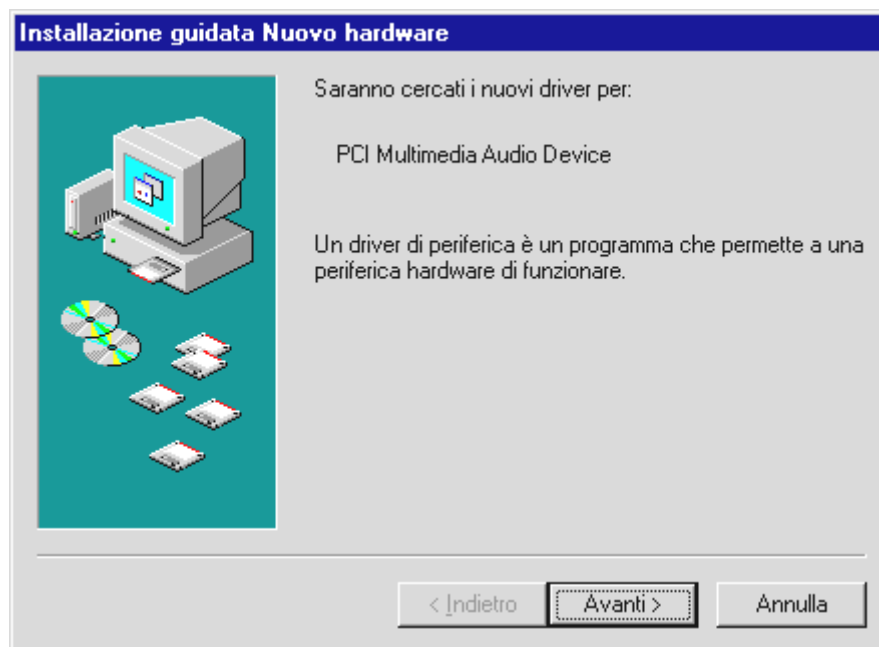 Installazione guidata Nuovo hardware
Saranno cercati i nuovi driver per:
PCI Multimedia Audio Device
Un driver di periferica è un programma che permette a una
periferica hardware di funzionare.
< Indietro
Avanti >
Annulla